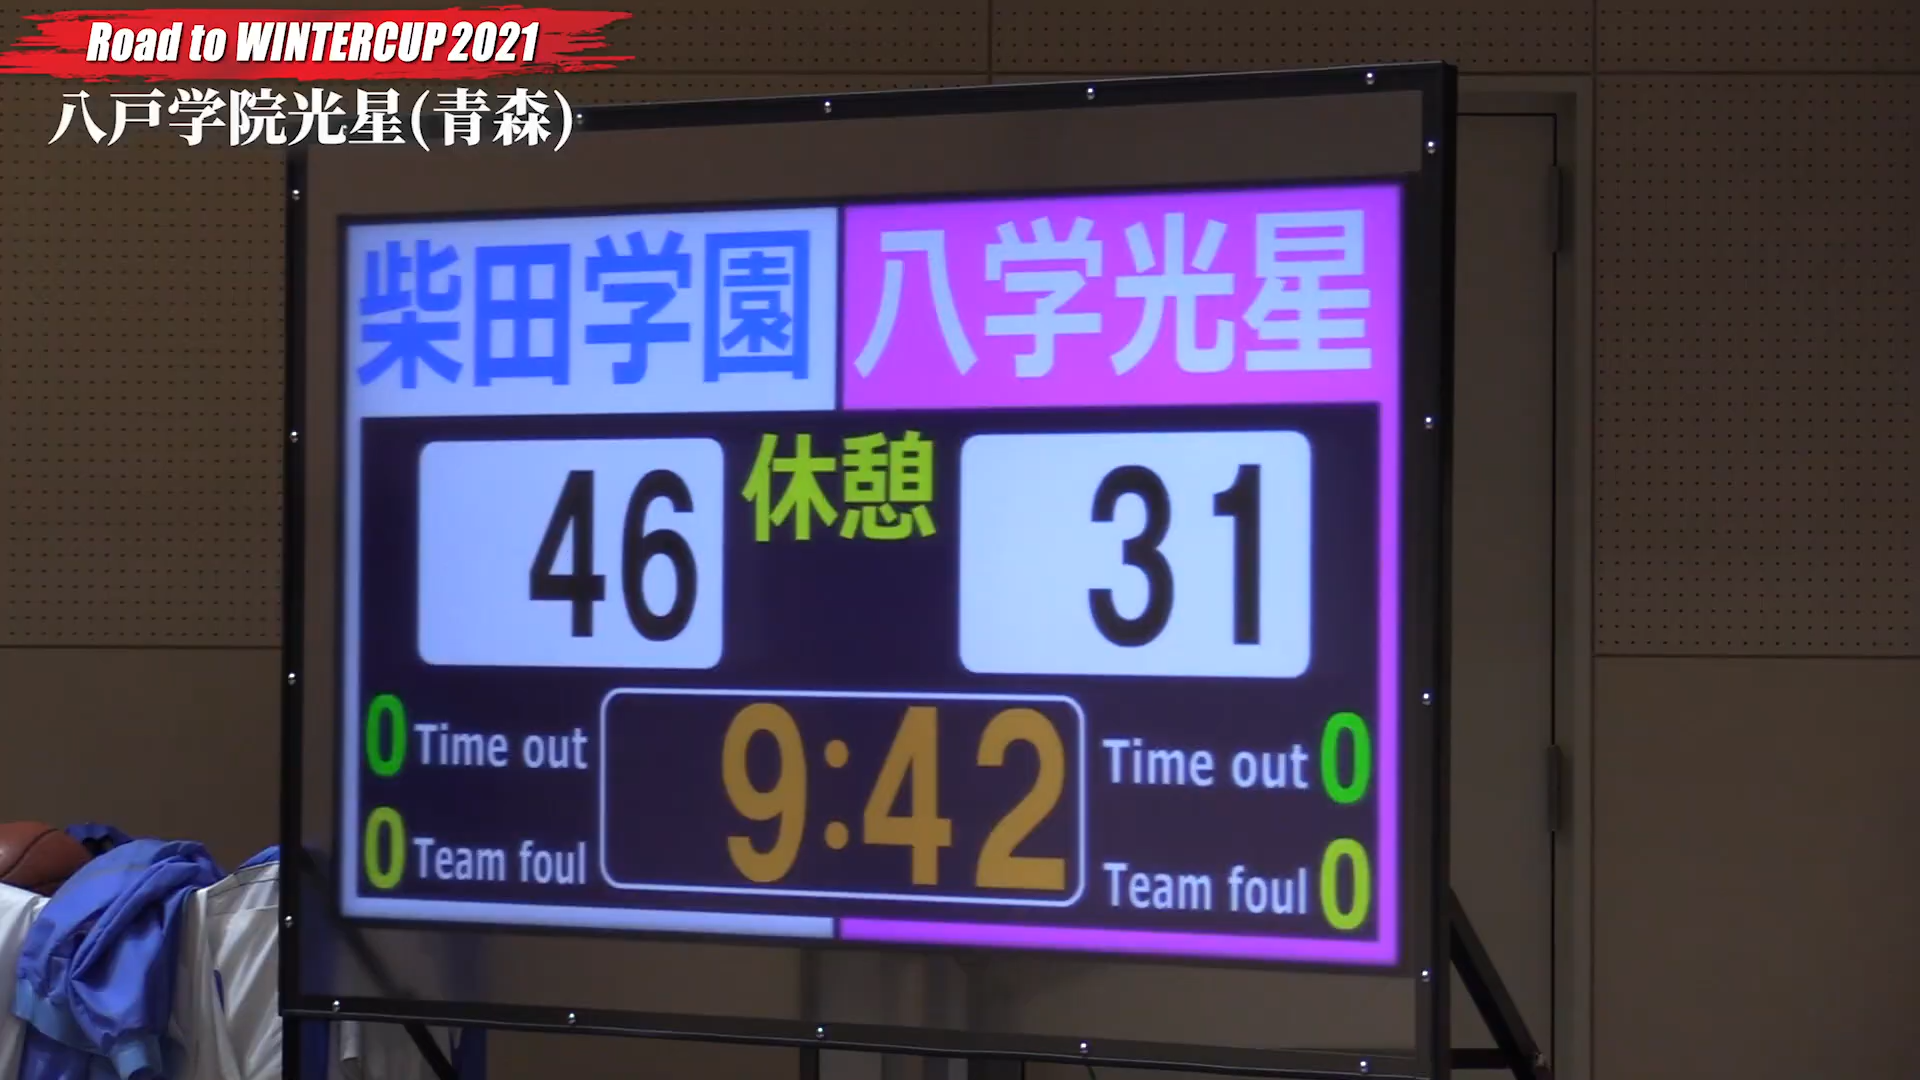 Road to WINTERCUP 2021
八戸学院光星(青森)
柴田学園 八学光星
46 休憩 31
0 Time out 9:42 Time out 0
0 Team foul Team foul 0